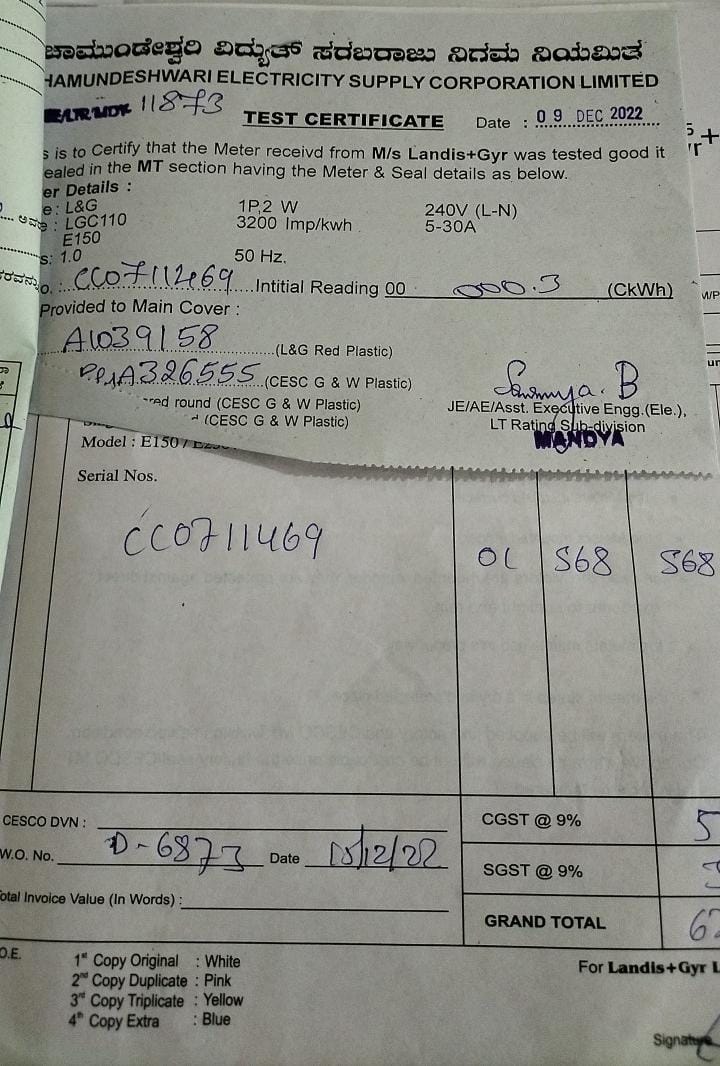 ಚಾಮುಂಡೇಶ್ವರಿ ವಿದ್ಯುತ್ ಸರಬರಾಜು ನಿಗಮ ನಿಯಮಿತ
HAMUNDESHWARI ELECTRICITY SUPPLY CORPORATION LIMITED
11873
TEST CERTIFICATE Date : 09 DEC 2022
s is to Certify that the Meter receivd from M/s Landis+Gyr was tested good it
ealed in the MT section having the Meter & Seal details as below.
er Details :
e : L&G 1P,2 W 240V (L-N)
e : LGC110 3200 Imp/kwh 5-30A
E150
s: 1.0 50 Hz.
o. : CC0711469 Intitial Reading 00 000.3 (CkWh)
Provided to Main Cover :
A1039158 (L&G Red Plastic)
A326555 (CESC G & W Plastic)
red round (CESC G & W Plastic)
(CESC G & W Plastic)
JE/AE/Asst. Executive Engg.(Ele.),
LT Rating Sub-division
MANDYA
Model : E150 /
Serial Nos.
CC0711469 568 568
CESCO DVN :
W.O. No. D-6873 Date 15/12/22
otal Invoice Value (In Words) :
CGST @ 9%
SGST @ 9%
GRAND TOTAL
O.E.
1st Copy Original : White
2nd Copy Duplicate : Pink
3rd Copy Triplicate : Yellow
4th Copy Extra : Blue
For Landis+Gyr L
Signature